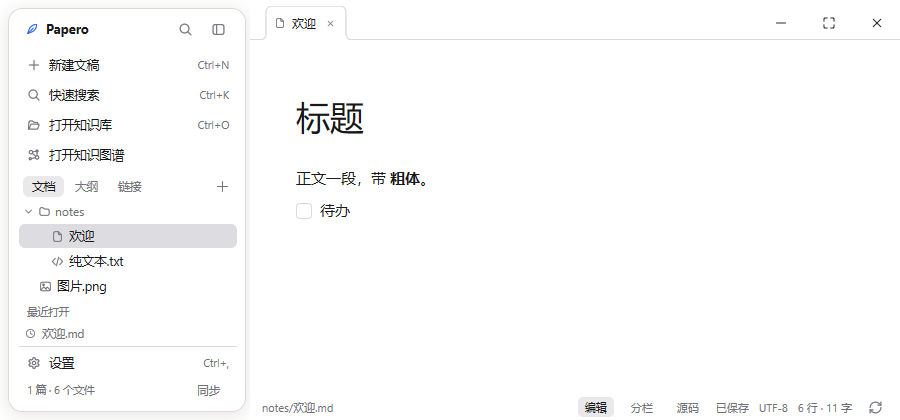 Papero
新建文稿 Ctrl+N
快速搜索 Ctrl+K
打开知识库 Ctrl+O
打开知识图谱
文档 大纲 链接
notes
欢迎
纯文本.txt
图片.png
最近打开
欢迎.md
设置 Ctrl+,
1 篇 · 6 个文件 同步
欢迎
标题
正文一段，带 粗体。
待办
notes/欢迎.md 编辑 分栏 源码 已保存 UTF-8 6 行 · 11 字